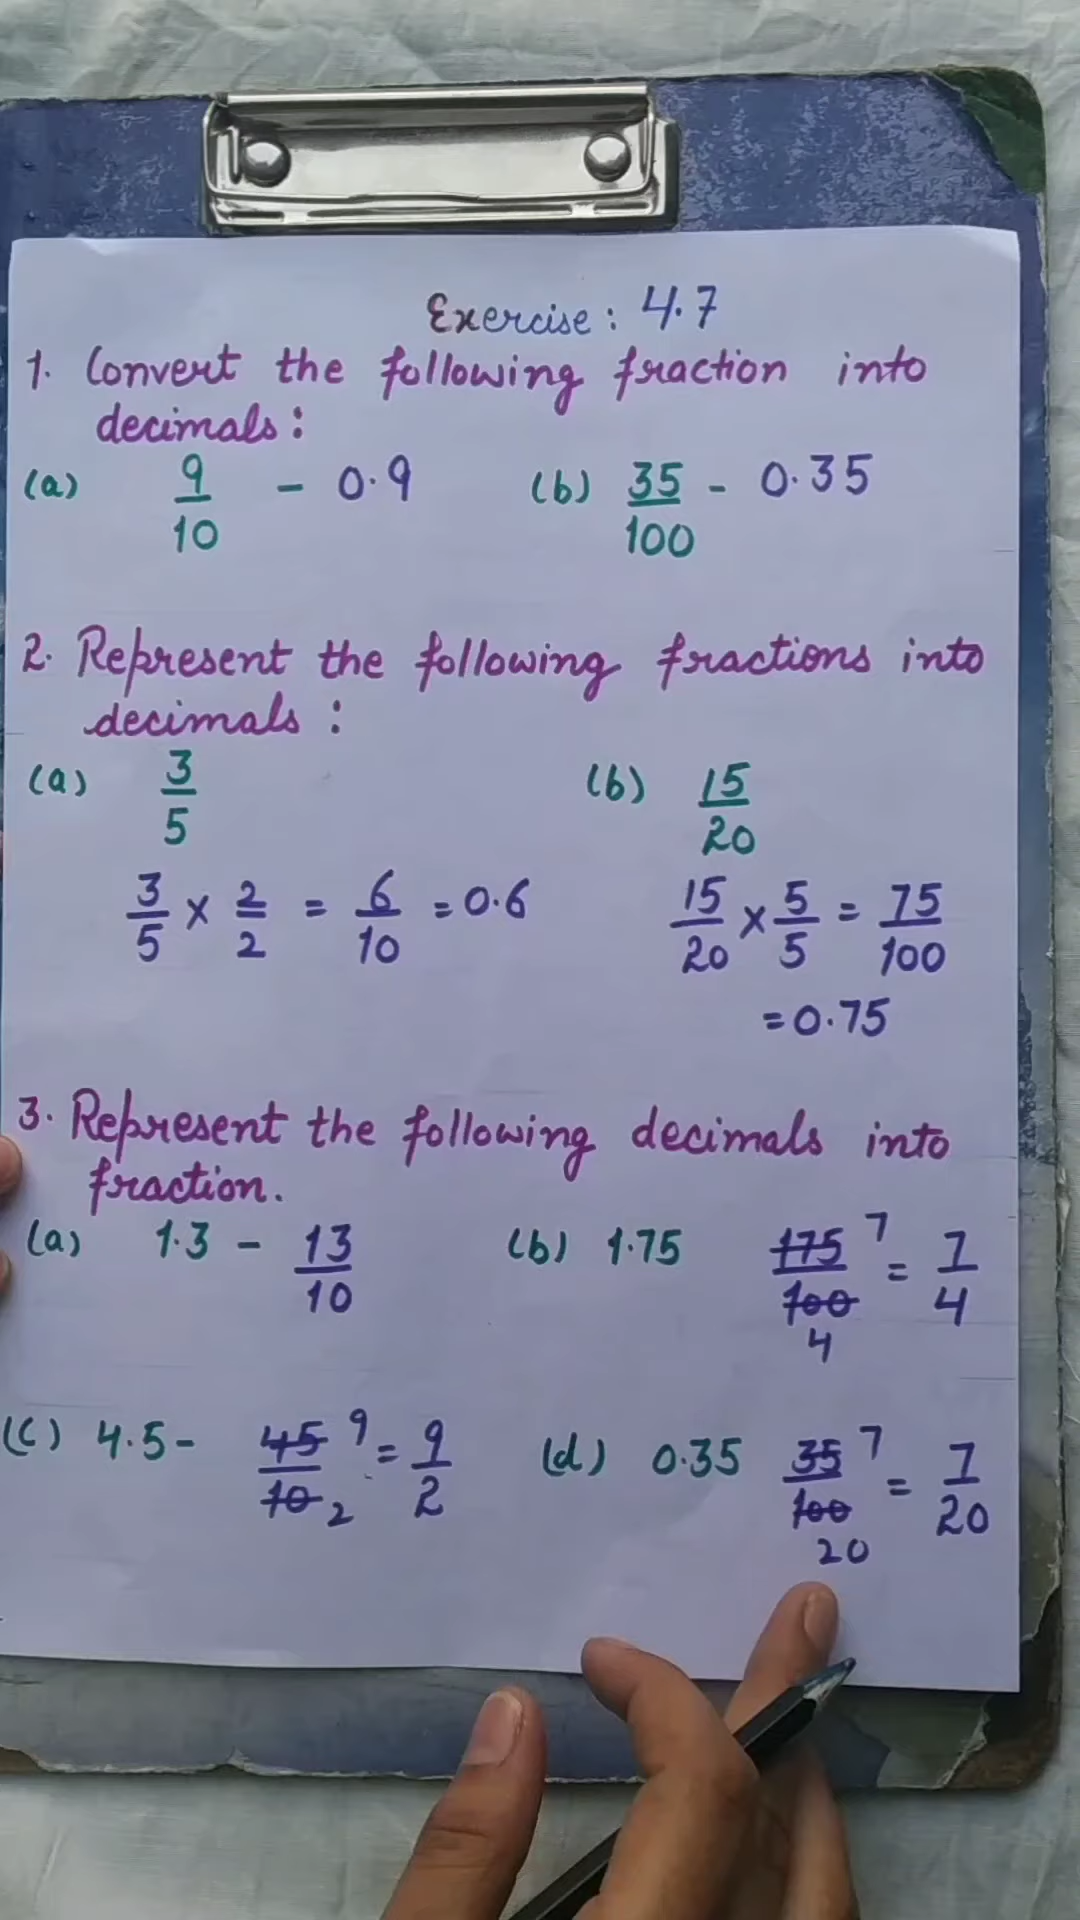 Exercise: 4.7
1. Convert the following fraction into
decimals:
(a) 9/10 - 0.9 (b) 35/100 - 0.35
2. Represent the following fractions into
decimals:
(a) 3/5 (b) 15/20
3/5 x 2/2 = 6/10 = 0.6 15/20 x 5/5 = 75/100
= 0.75
3. Represent the following decimals into
fraction.
(a) 1.3 - 13/10 (b) 1.75 175/100 7 4 = 7/4
(c) 4.5 - 45/10 9 2 = 9/2 (d) 0.35 35/100 7 20 = 7/20